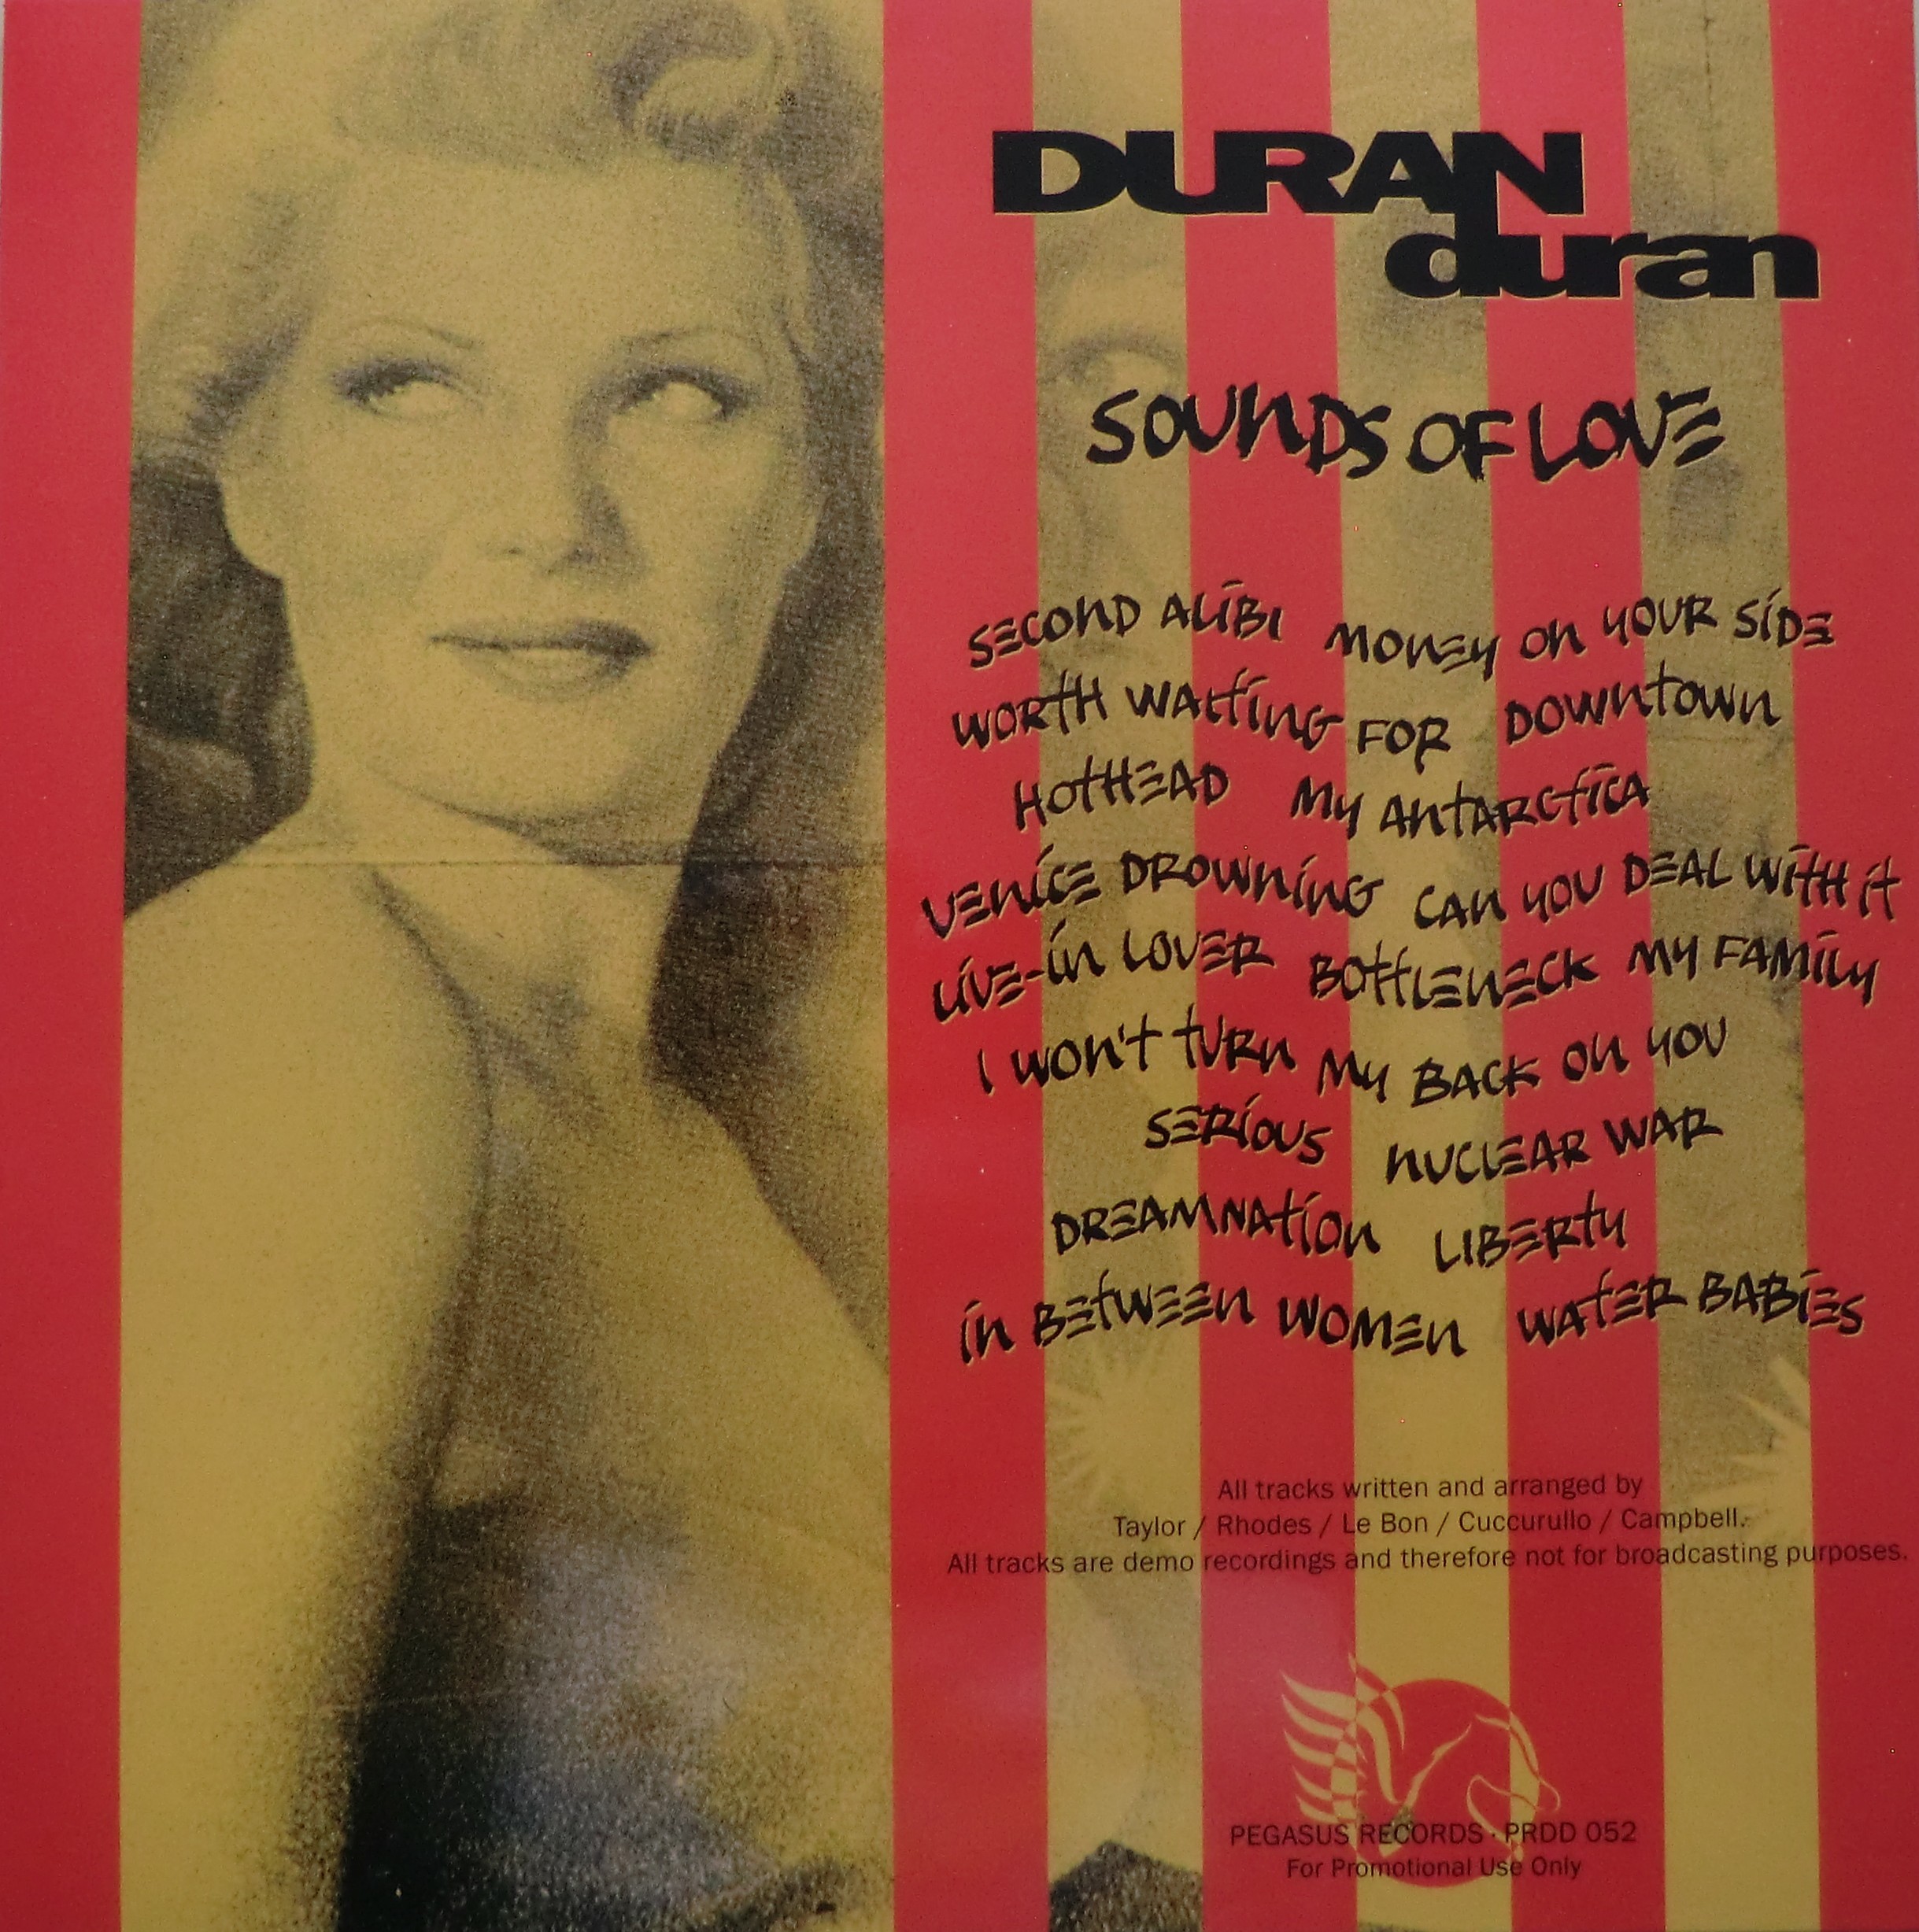 DURAN
duran
SOUNDS OF LOVE
SECOND ALIBI MONEY ON YOUR SIDE
WORTH WAITING FOR DOWNTOWN
HOTHEAD MY ANTARCTICA
VENICE DROWNING CAN YOU DEAL WITH IT
LIVE-IN LOVER BOTTLENECK MY FAMILY
I WON'T TURN MY BACK ON YOU
SERIOUS NUCLEAR WAR
DREAMNATION LIBERTY
IN BETWEEN WOMEN WATER BABIES
All tracks written and arranged by
Taylor / Rhodes / Le Bon / Cuccurullo / Campbell.
All tracks are demo recordings and therefore not for broadcasting purposes.
PEGASUS RECORDS · PRDD 052
For Promotional Use Only